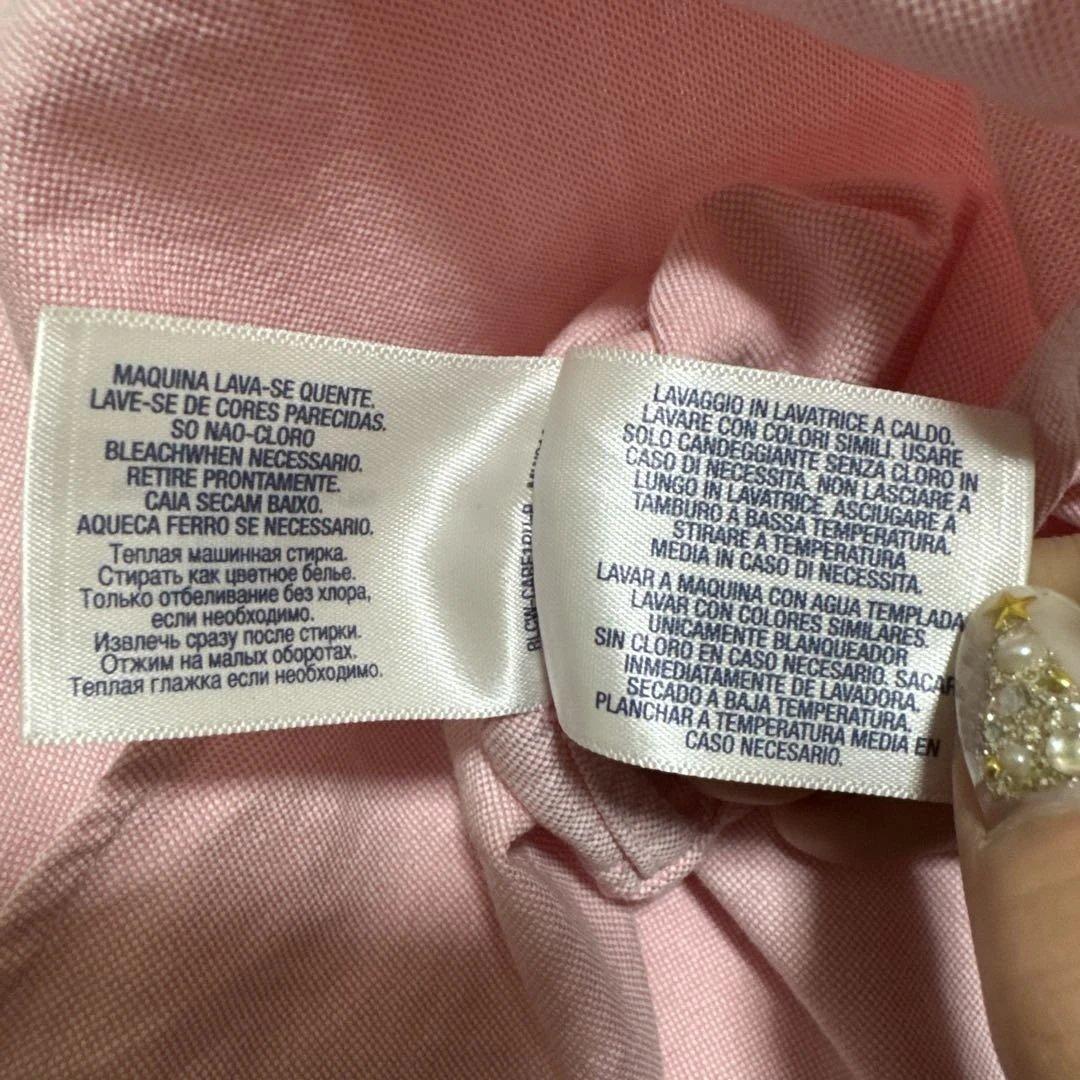 MAQUINA LAVA-SE QUENTE.
LAVE-SE DE CORES PARECIDAS.
SO NAO-CLORO
BLEACHWHEN NECESSARIO.
RETIRE PRONTAMENTE.
CAIA SECAM BAIXO.
AQUECA FERRO SE NECESSARIO.
Теплая машинная стирка.
Стирать как цветное белье.
Только отбеливание без хлора,
если необходимо.
Извлечь сразу после стирки.
Отжим на малых оборотах.
Теплая глажка если необходимо.
LAVAGGIO IN LAVATRICE A CALDO.
LAVARE CON COLORI SIMILI. USARE
SOLO CANDEGGIANTE SENZA CLORO IN
CASO DI NECESSITA. NON LASCIARE A
LUNGO IN LAVATRICE. ASCIUGARE A
TAMBURO A BASSA TEMPERATURA.
STIRARE A TEMPERATURA
MEDIA IN CASO DI NECESSITA.
LAVAR A MAQUINA CON AGUA TEMPLADA
LAVAR CON COLORES SIMILARES.
UNICAMENTE BLANQUEADOR
SIN CLORO EN CASO NECESARIO. SACAR
INMEDIATAMENTE DE LAVADORA.
SECADO A BAJA TEMPERATURA.
PLANCHAR A TEMPERATURA MEDIA EN
CASO NECESARIO.